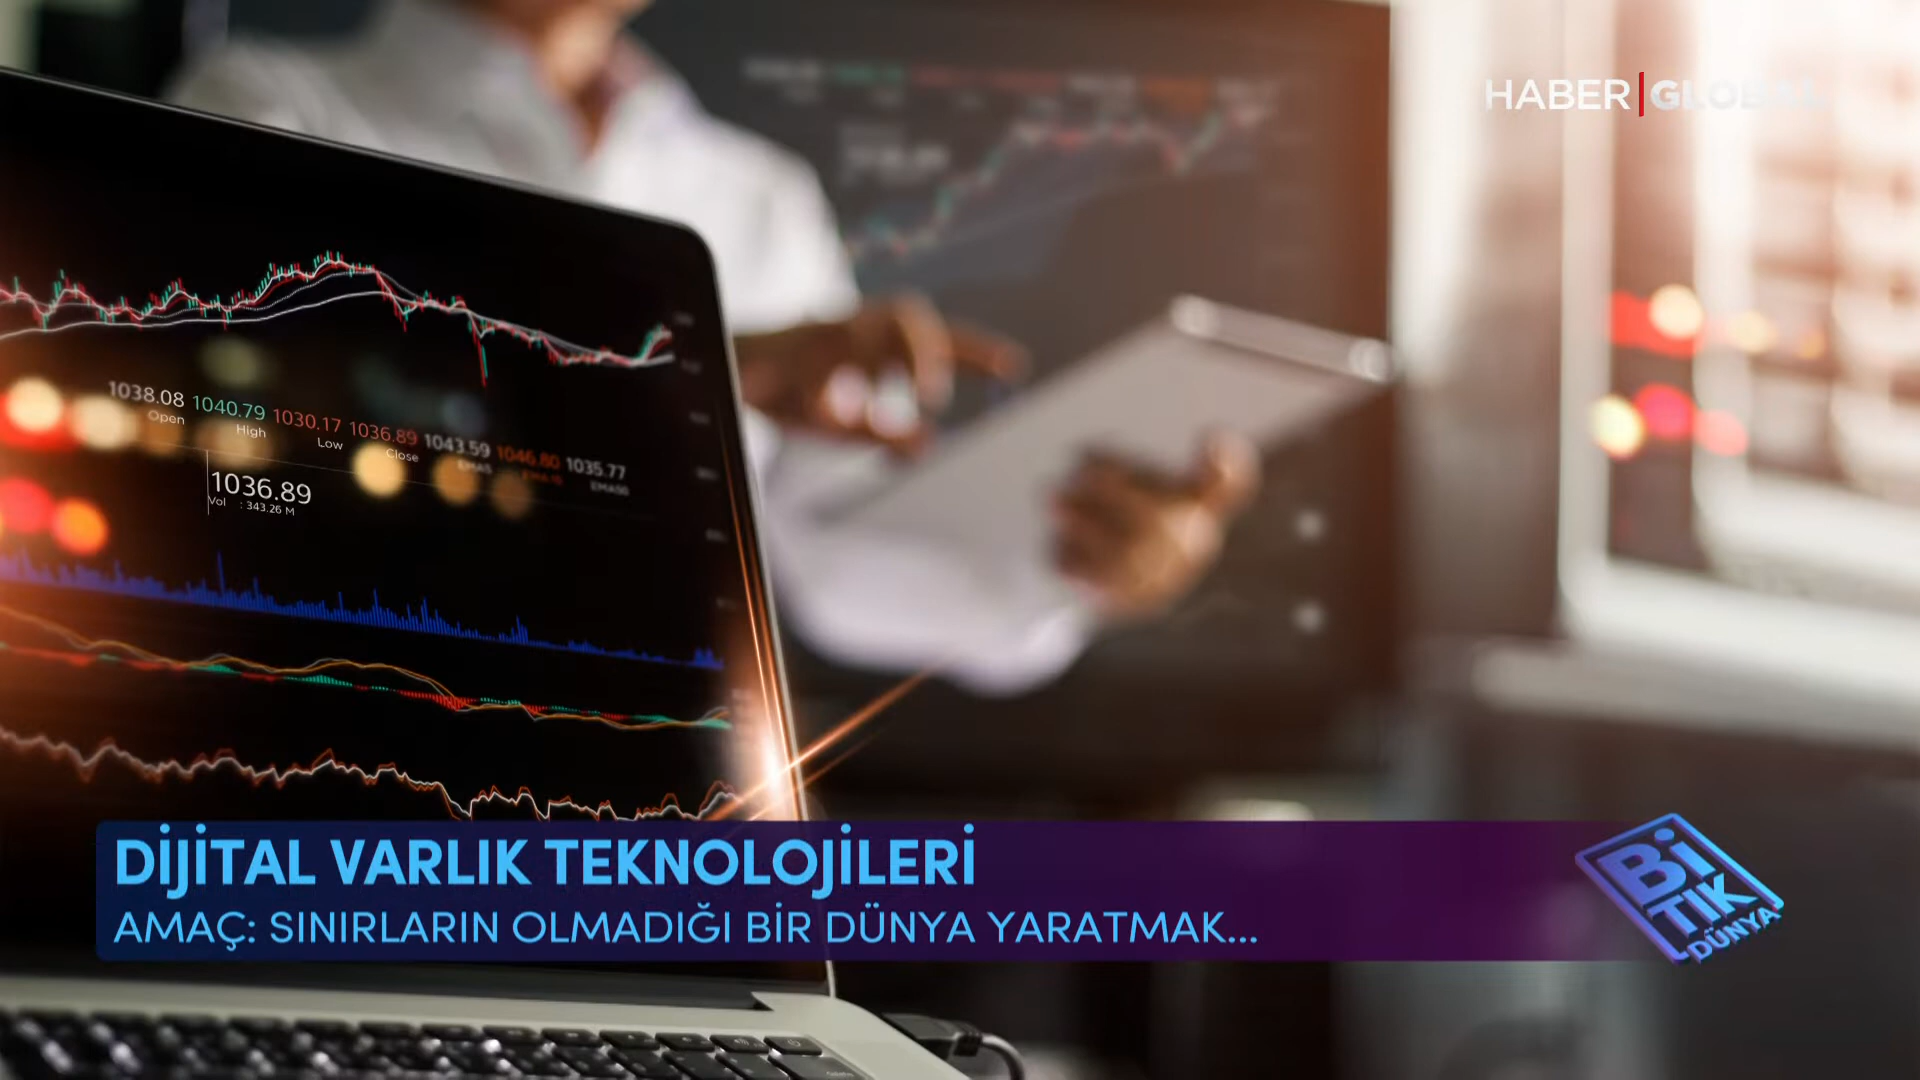 HABER GLOBAL
1038.08 1040.79 1030.17 1036.89 1043.59 1046.80 1035.77
Open High Low Close EMA5 EMA56
1036.89
Vol : 343.26 M
DİJİTAL VARLIK TEKNOLOJİLERİ
AMAÇ: SINIRLARIN OLMADIĞI BİR DÜNYA YARATMAK...
Bİ
TIK
DÜNYA